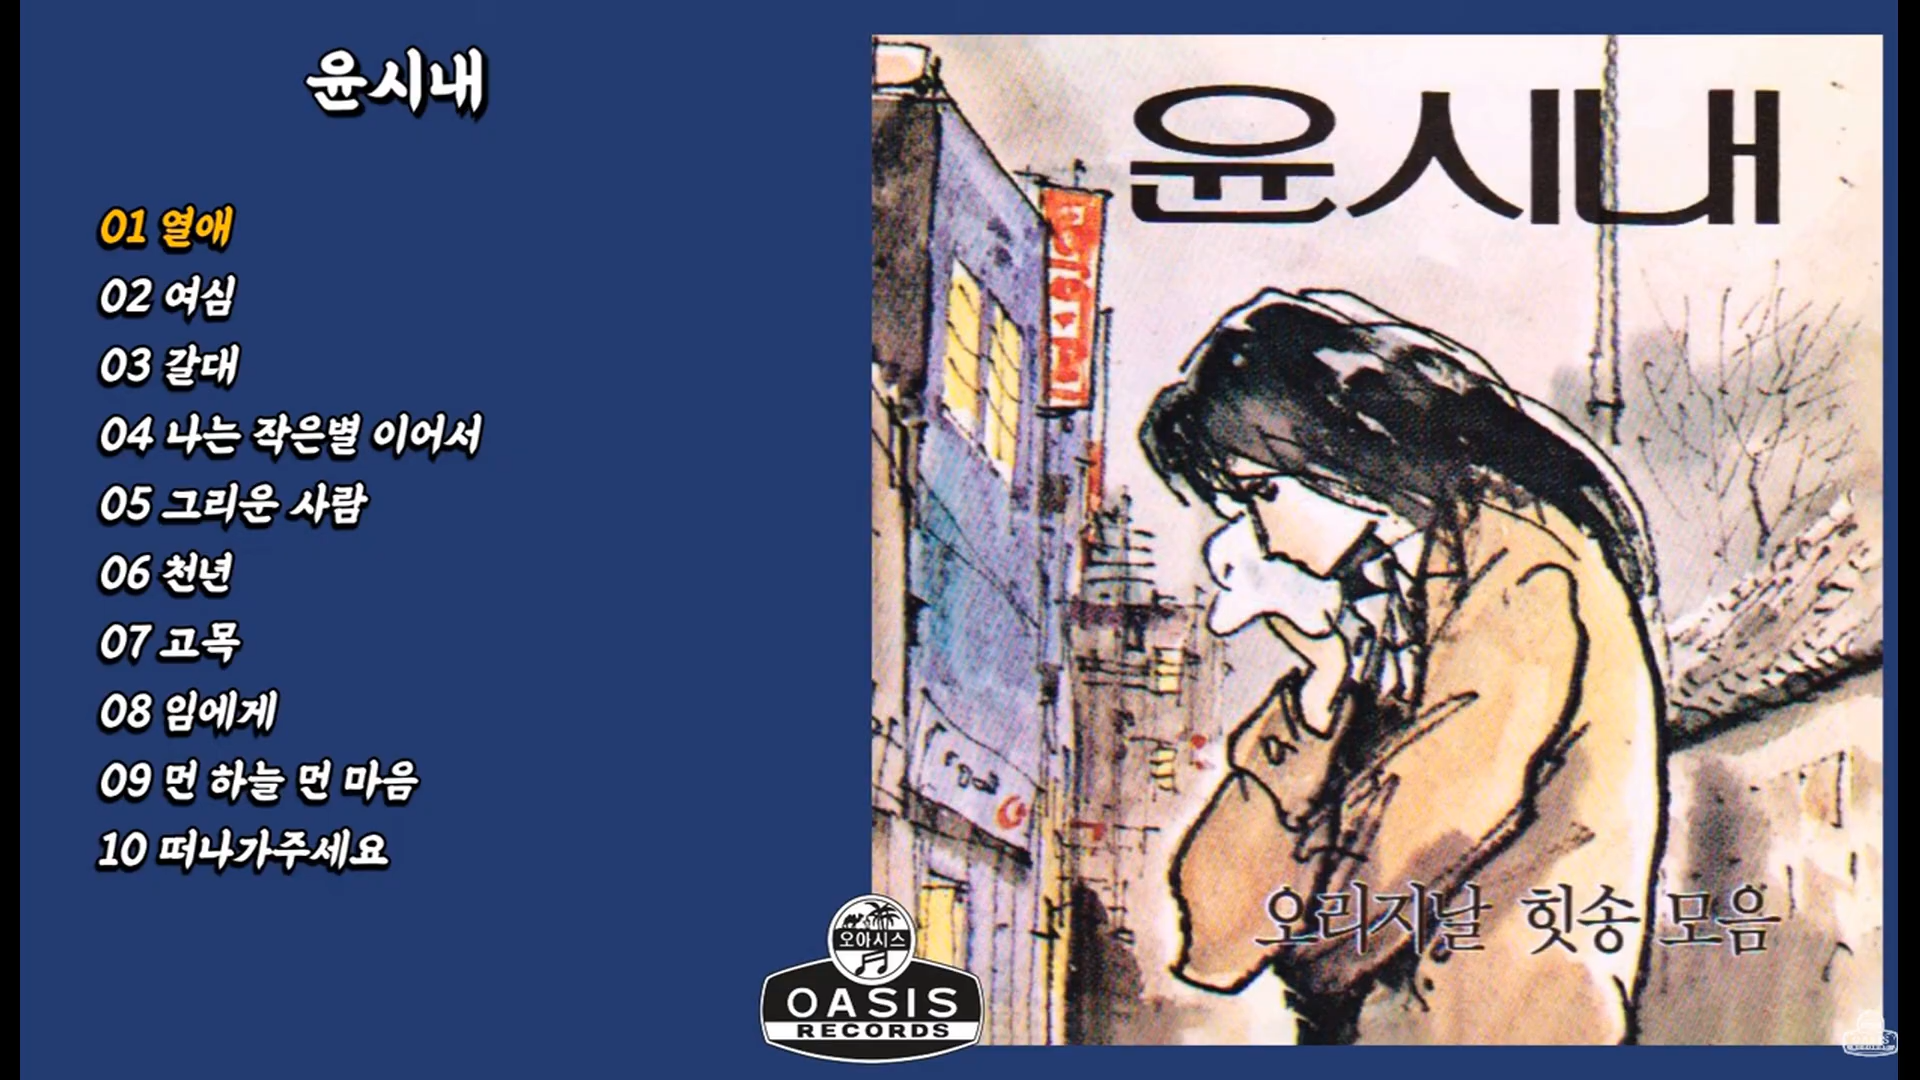 윤시내
01 열애
02 여심
03 갈대
04 나는 작은별 이어서
05 그리운 사람
06 천년
07 고목
08 임에게
09 먼 하늘 먼 마음
10 떠나가주세요
윤시내
오리지날 힛송 모음
오아시스
OASIS
RECORDS